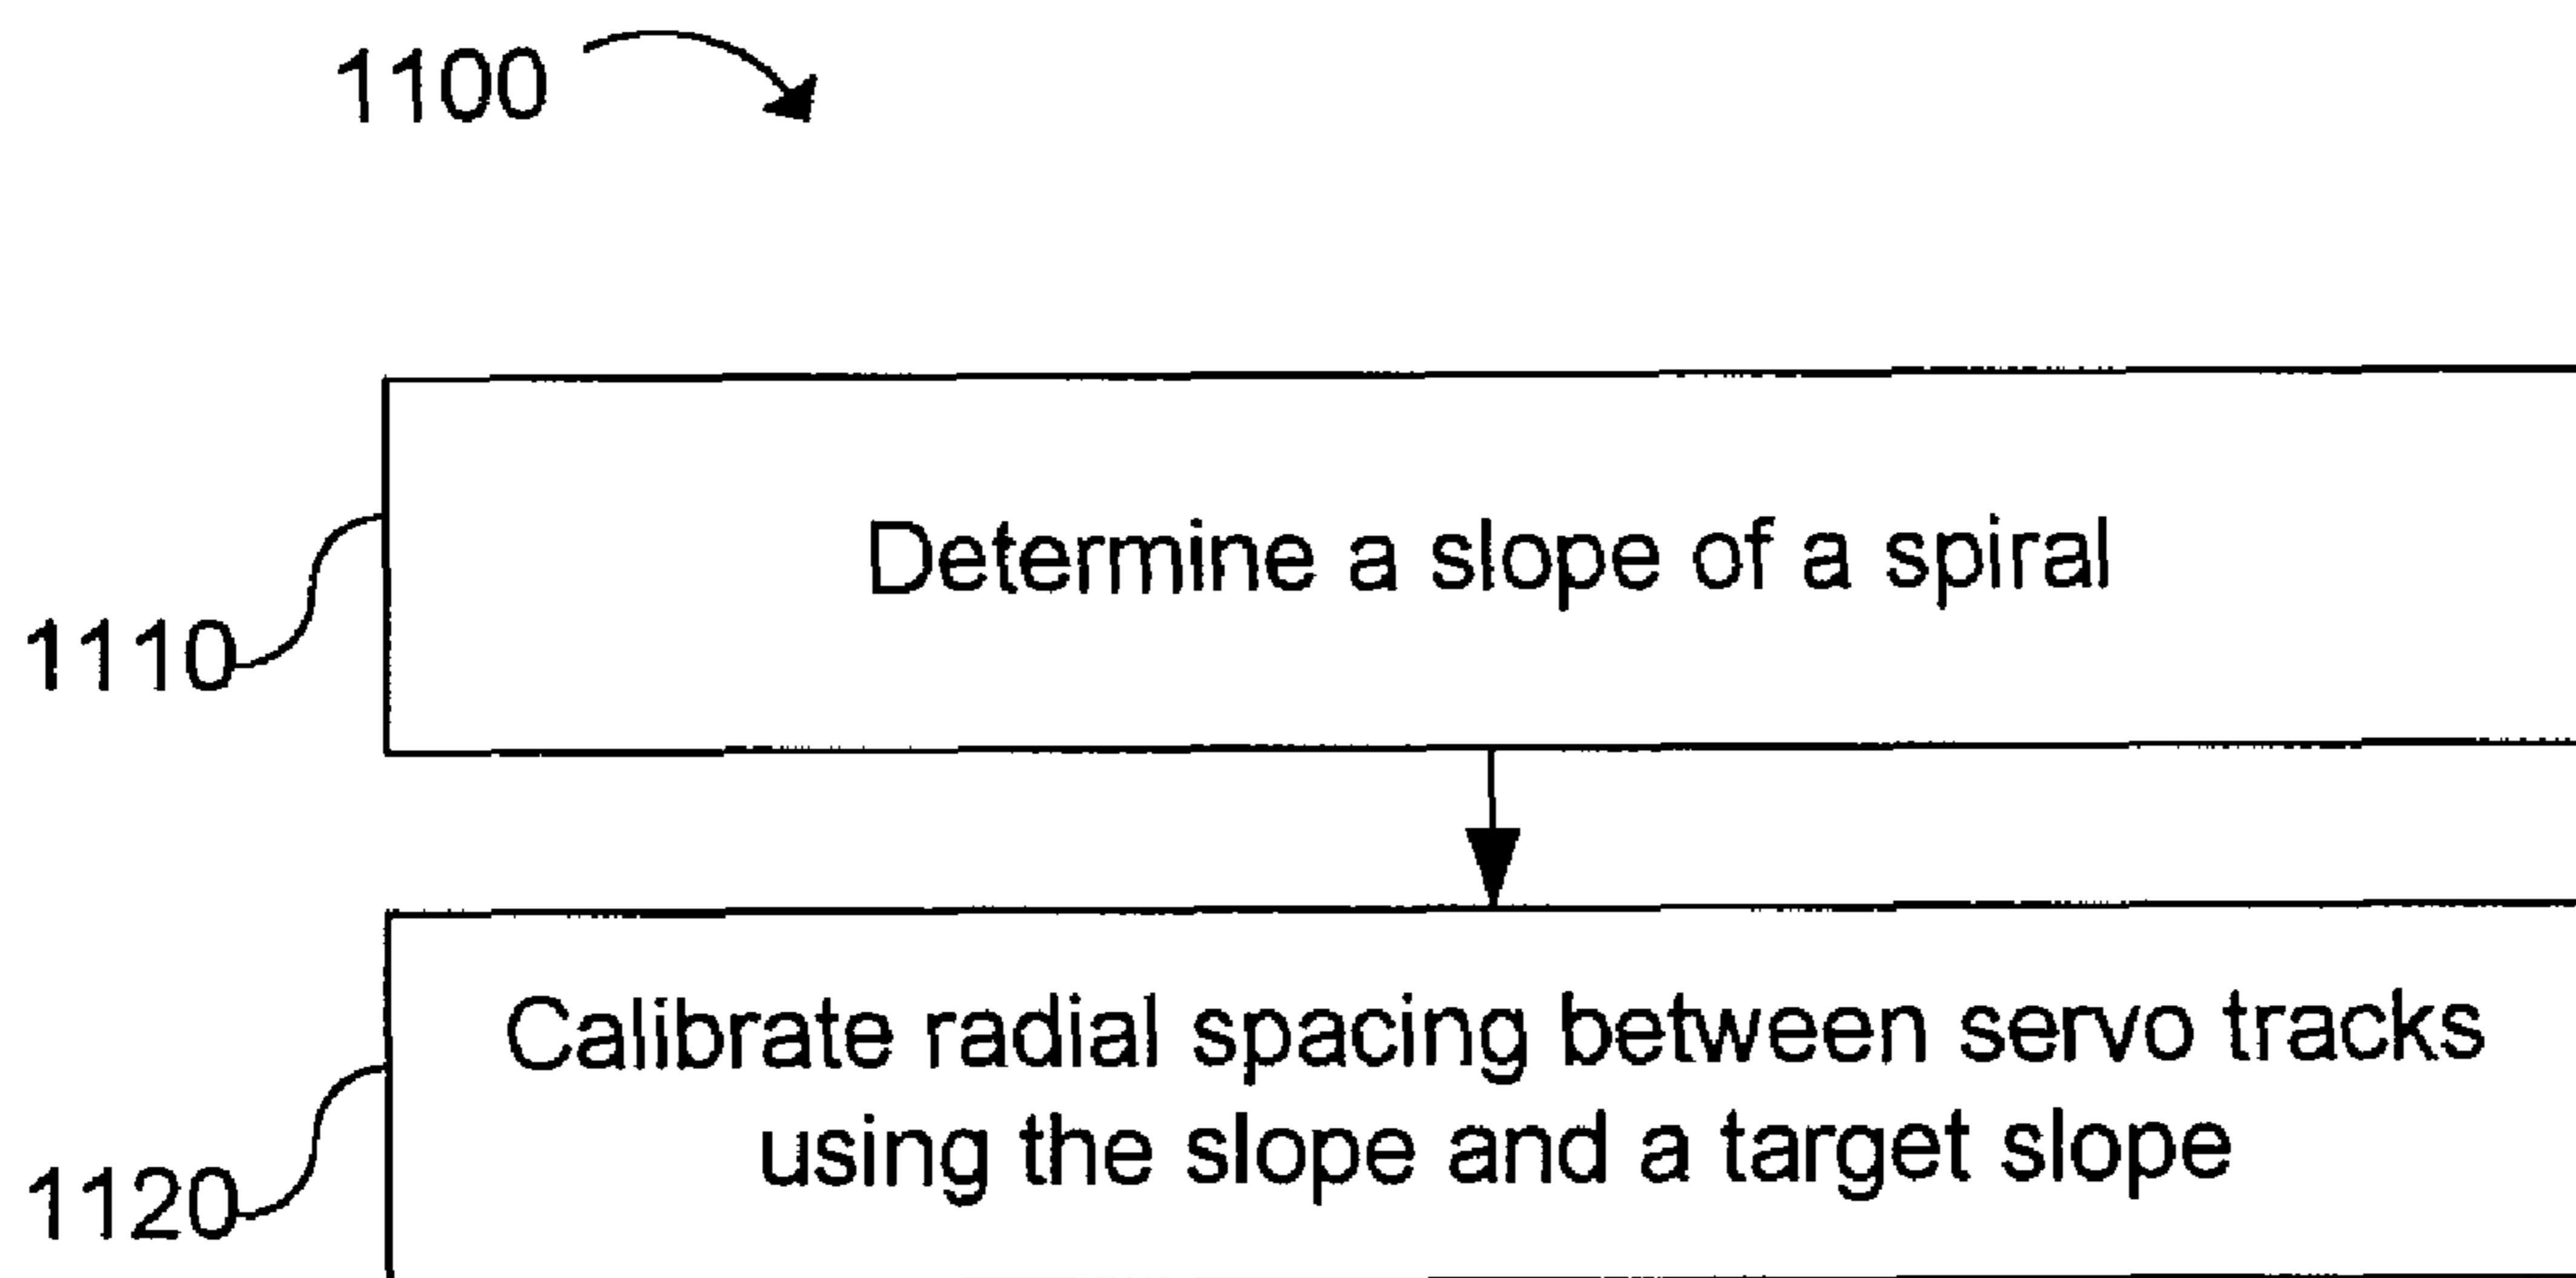 1100
Determine a slope of a spiral
1110
Calibrate radial spacing between servo tracks
using the slope and a target slope
1120